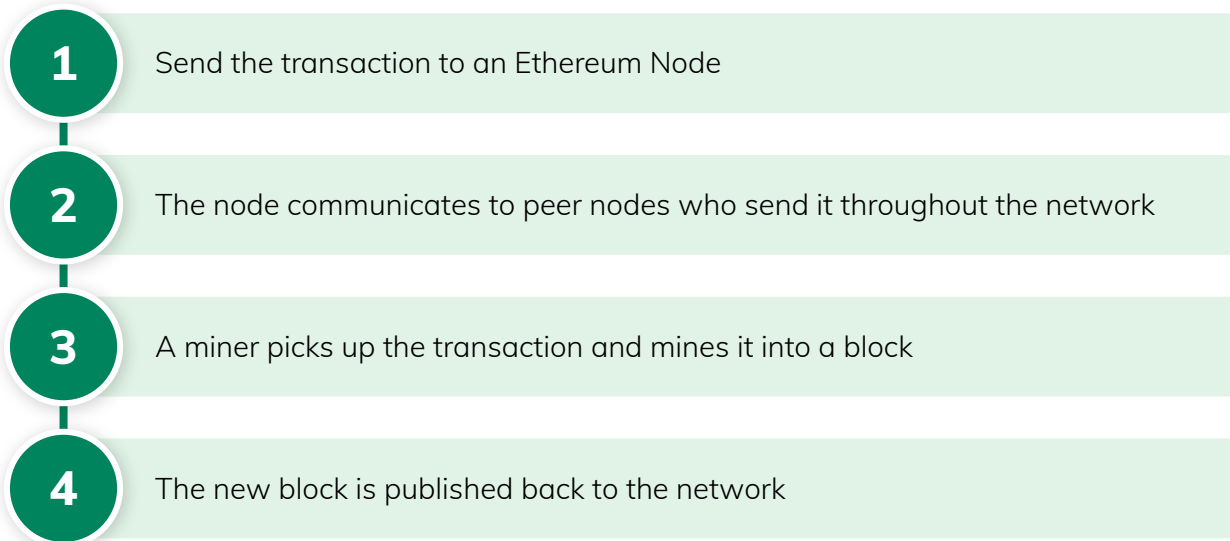 1
Send the transaction to an Ethereum Node
2
The node communicates to peer nodes who send it throughout the network
3
A miner picks up the transaction and mines it into a block
4
The new block is published back to the network